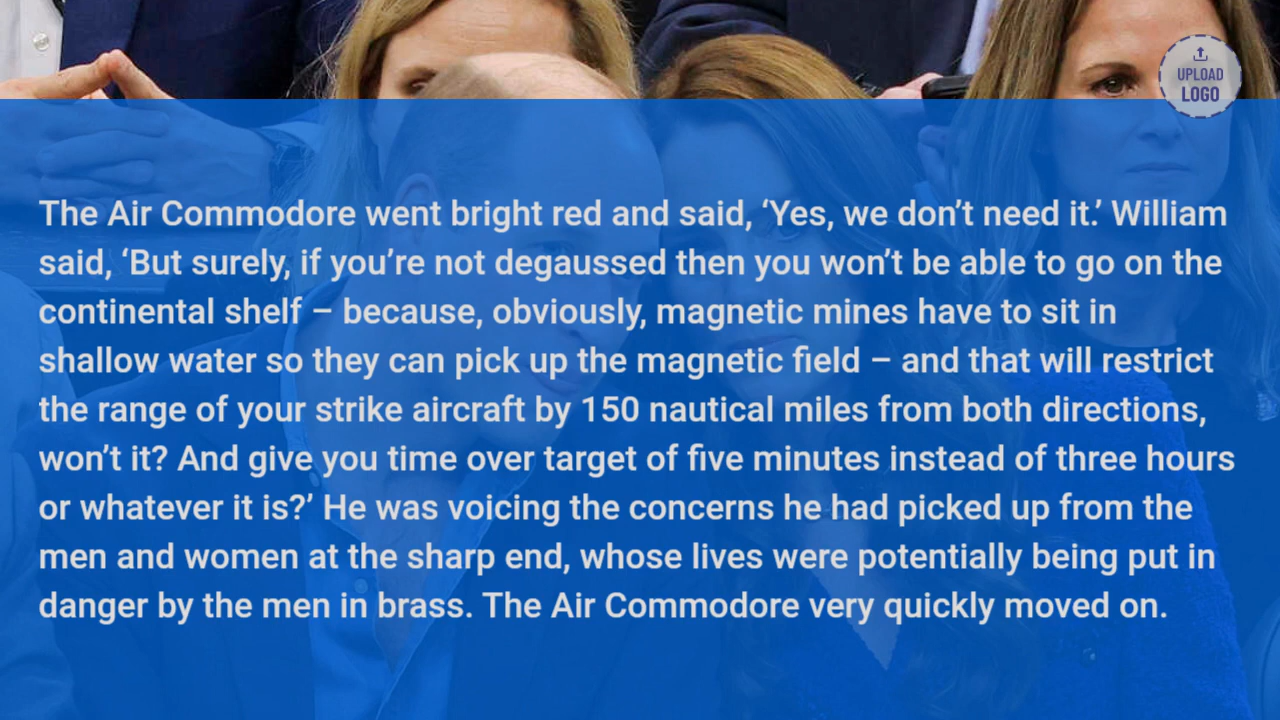 UPLOAD
LOGO
The Air Commodore went bright red and said, ‘Yes, we don’t need it.’ William
said, ‘But surely, if you’re not degaussed then you won’t be able to go on the
continental shelf – because, obviously, magnetic mines have to sit in
shallow water so they can pick up the magnetic field – and that will restrict
the range of your strike aircraft by 150 nautical miles from both directions,
won’t it? And give you time over target of five minutes instead of three hours
or whatever it is?’ He was voicing the concerns he had picked up from the
men and women at the sharp end, whose lives were potentially being put in
danger by the men in brass. The Air Commodore very quickly moved on.